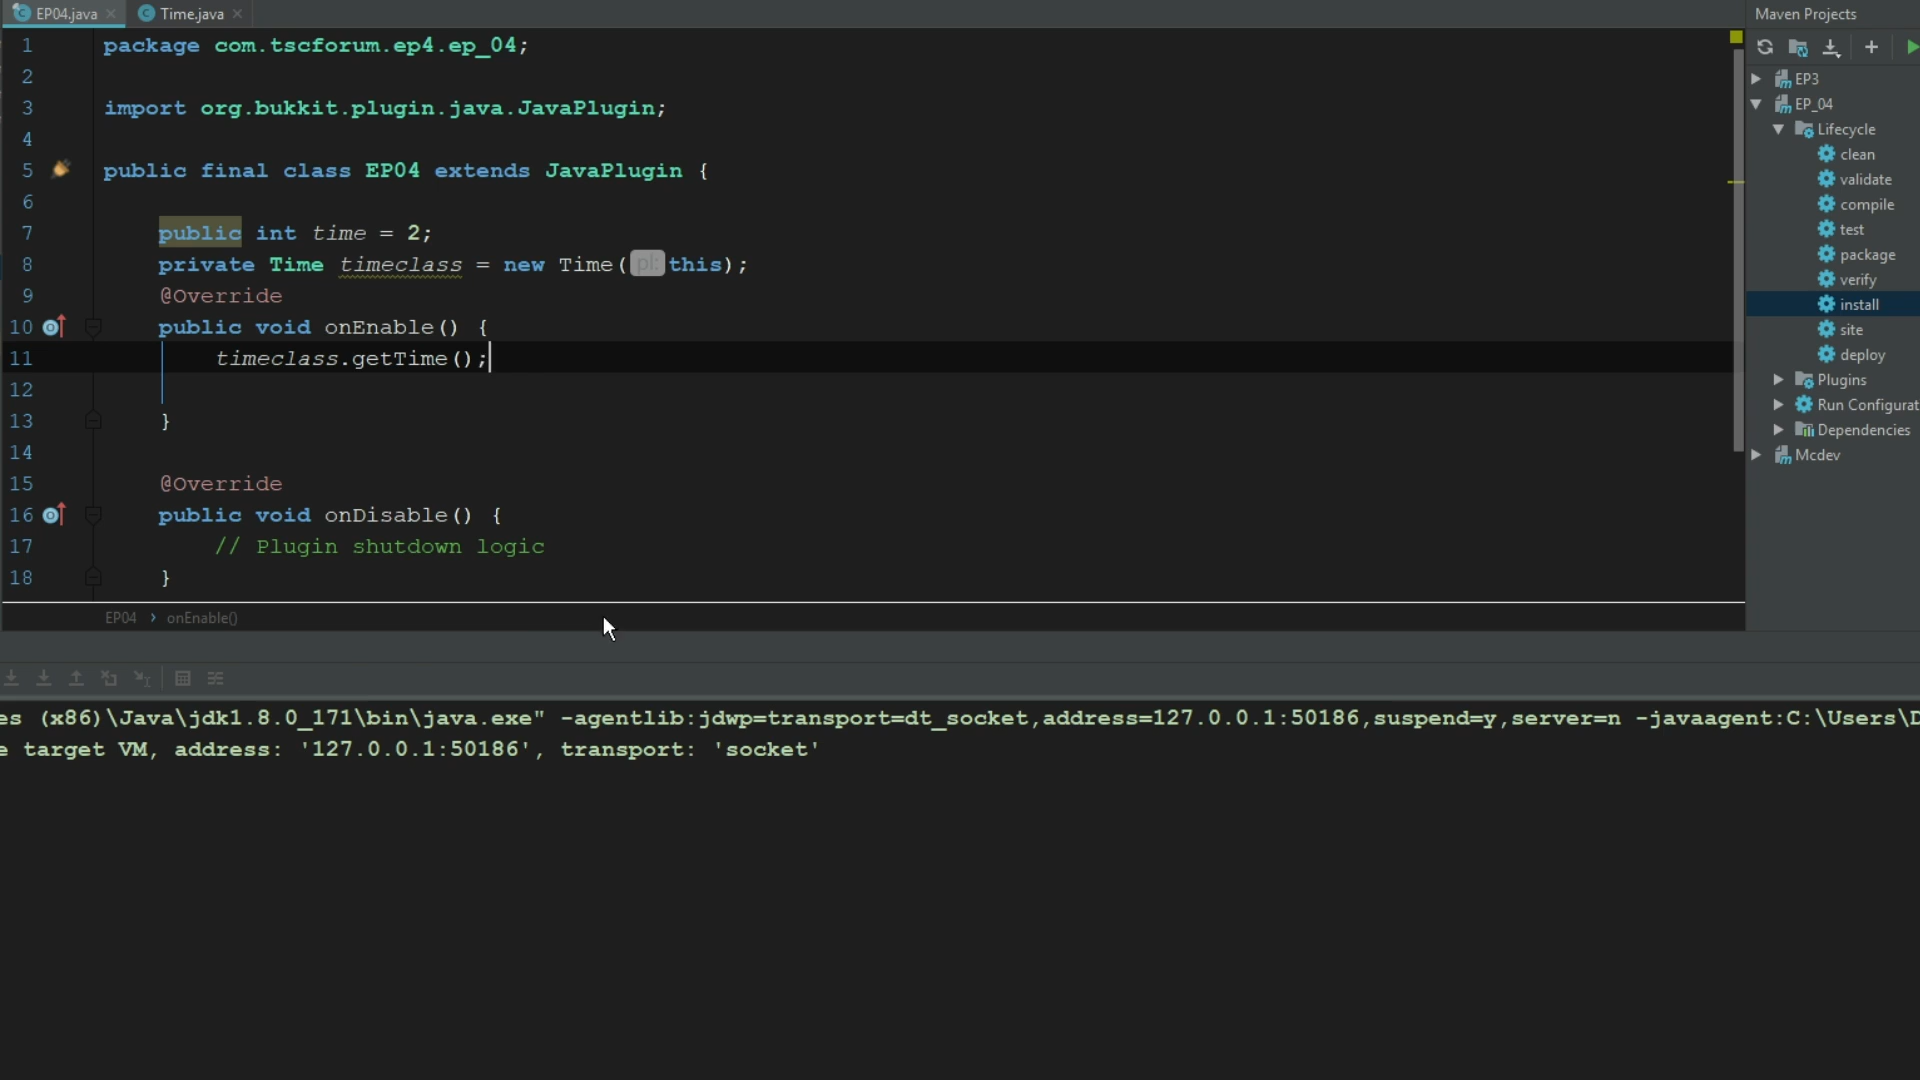 EP04.java
Time.java
Maven Projects
1 package com.tscforum.ep4.ep_04;
2
3 import org.bukkit.plugin.java.JavaPlugin;
4
5 public final class EP04 extends JavaPlugin {
6
7 public int time = 2;
8 private Time timeclass = new Time( pl: this);
9 @Override
10 public void onEnable() {
11 timeclass.getTime();
12
13 }
14
15 @Override
16 public void onDisable() {
17 // Plugin shutdown logic
18 }
EP04 › onEnable()
EP3
EP_04
Lifecycle
clean
validate
compile
test
package
verify
install
site
deploy
Plugins
Run Configurat
Dependencies
Mcdev
es (x86)\Java\jdk1.8.0_171\bin\java.exe" -agentlib:jdwp=transport=dt_socket,address=127.0.0.1:50186,suspend=y,server=n -javaagent:C:\Users\D
e target VM, address: '127.0.0.1:50186', transport: 'socket'